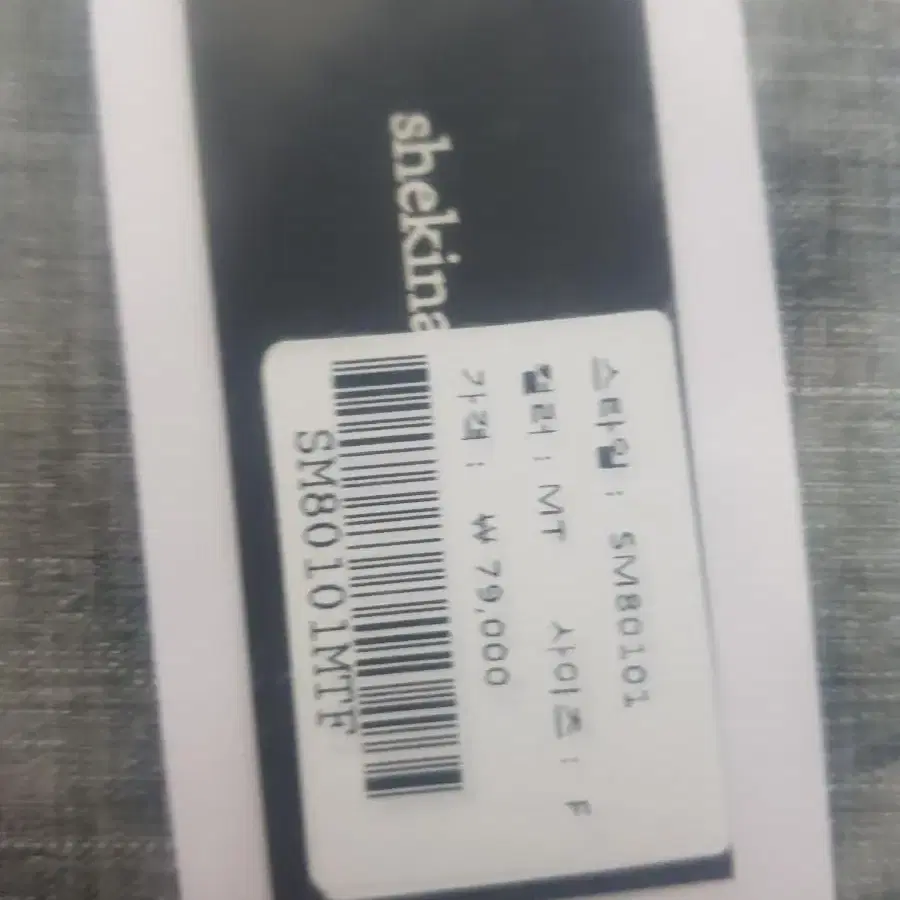 shekina
스타일 : SM80101
컬러 : MT 사이즈 : F
가격 : ₩ 79,000
SM80101MTF